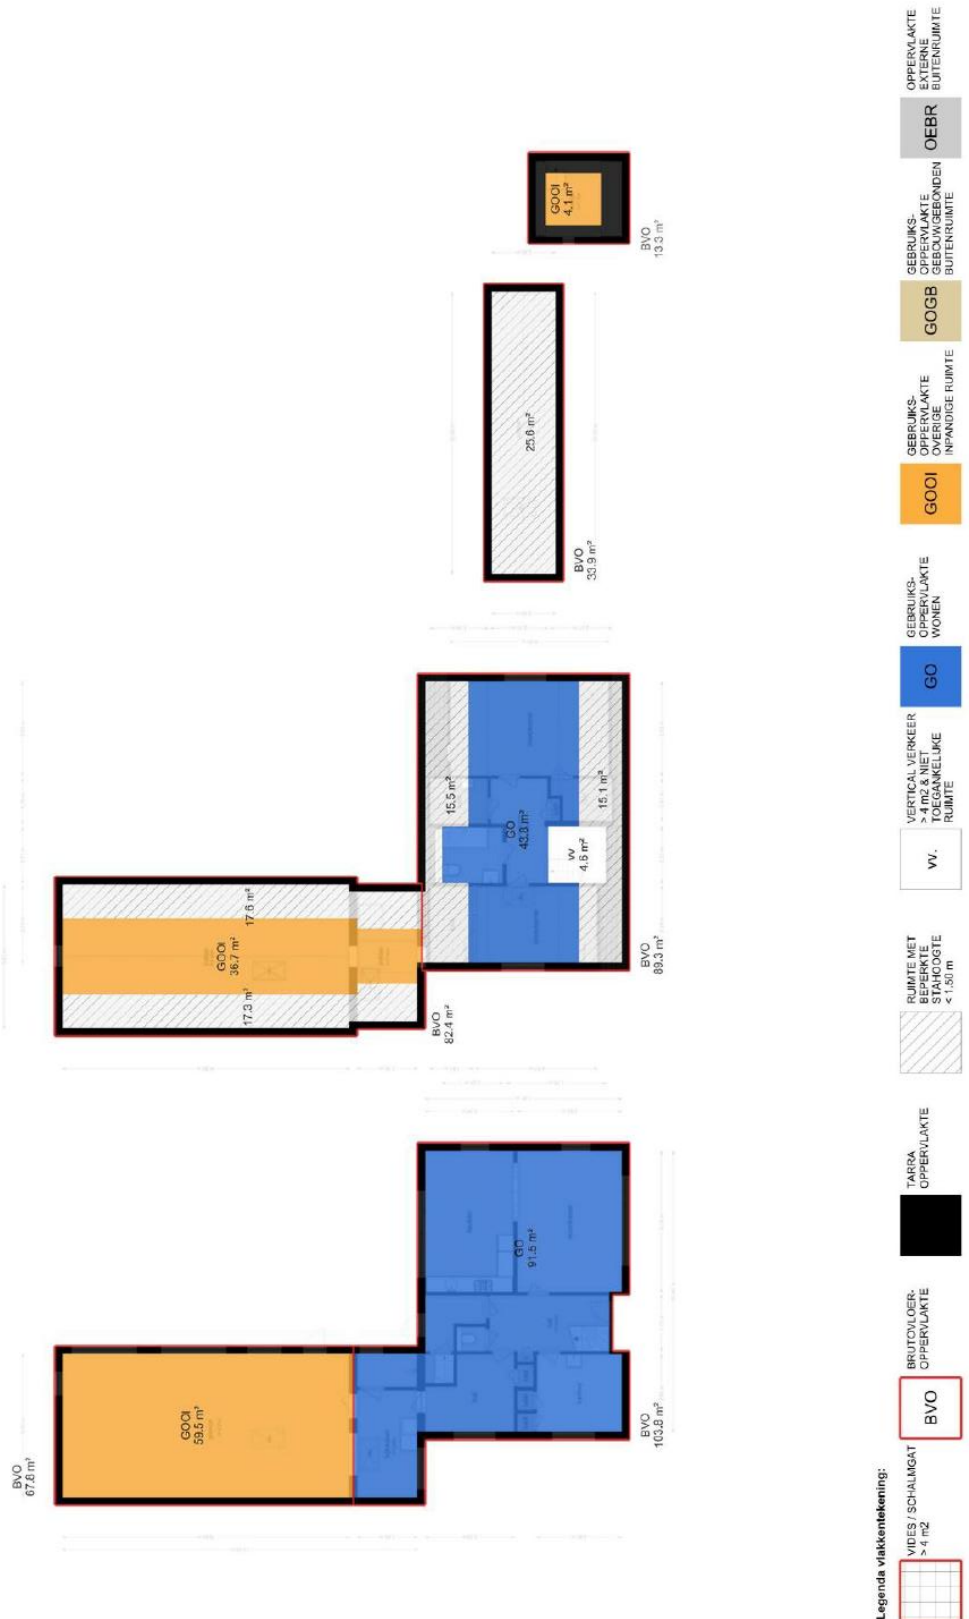 BVO
67.8 m²
GOOI
59.5 m²
GO
91.5 m²
BVO
103.8 m²
17.3 m²
GOOI
36.7 m²
17.6 m²
BVO
82.4 m²
15.5 m²
GO
43.8 m²
VV
4.6 m²
15.1 m²
BVO
89.3 m²
25.6 m²
BVO
33.9 m²
GOOI
4.1 m²
BVO
13.3 m²
Legenda vlakkentekening:
VIDES / SCHALMGAT
> 4 m2
BVO
BRUTOVLOER-
OPPERVLAKTE
TARRA
OPPERVLAKTE
RUIMTE MET
BEPERKTE
STAHOOGTE
< 1,50 m
VV.
VERTICAL VERKEER
> 4 m2 & NIET
TOEGANKELIJKE
RUIMTE
GO
GEBRUIKS-
OPPERVLAKTE
WONEN
GOOI
GEBRUIKS-
OPPERVLAKTE
OVERIGE
INPANDIGE RUIMTE
GOGB
GEBRUIKS-
OPPERVLAKTE
GEBOUWGEBONDEN
BUITENRUIMTE
OEBR
OPPERVLAKTE
EXTERNE
BUITENRUIMTE